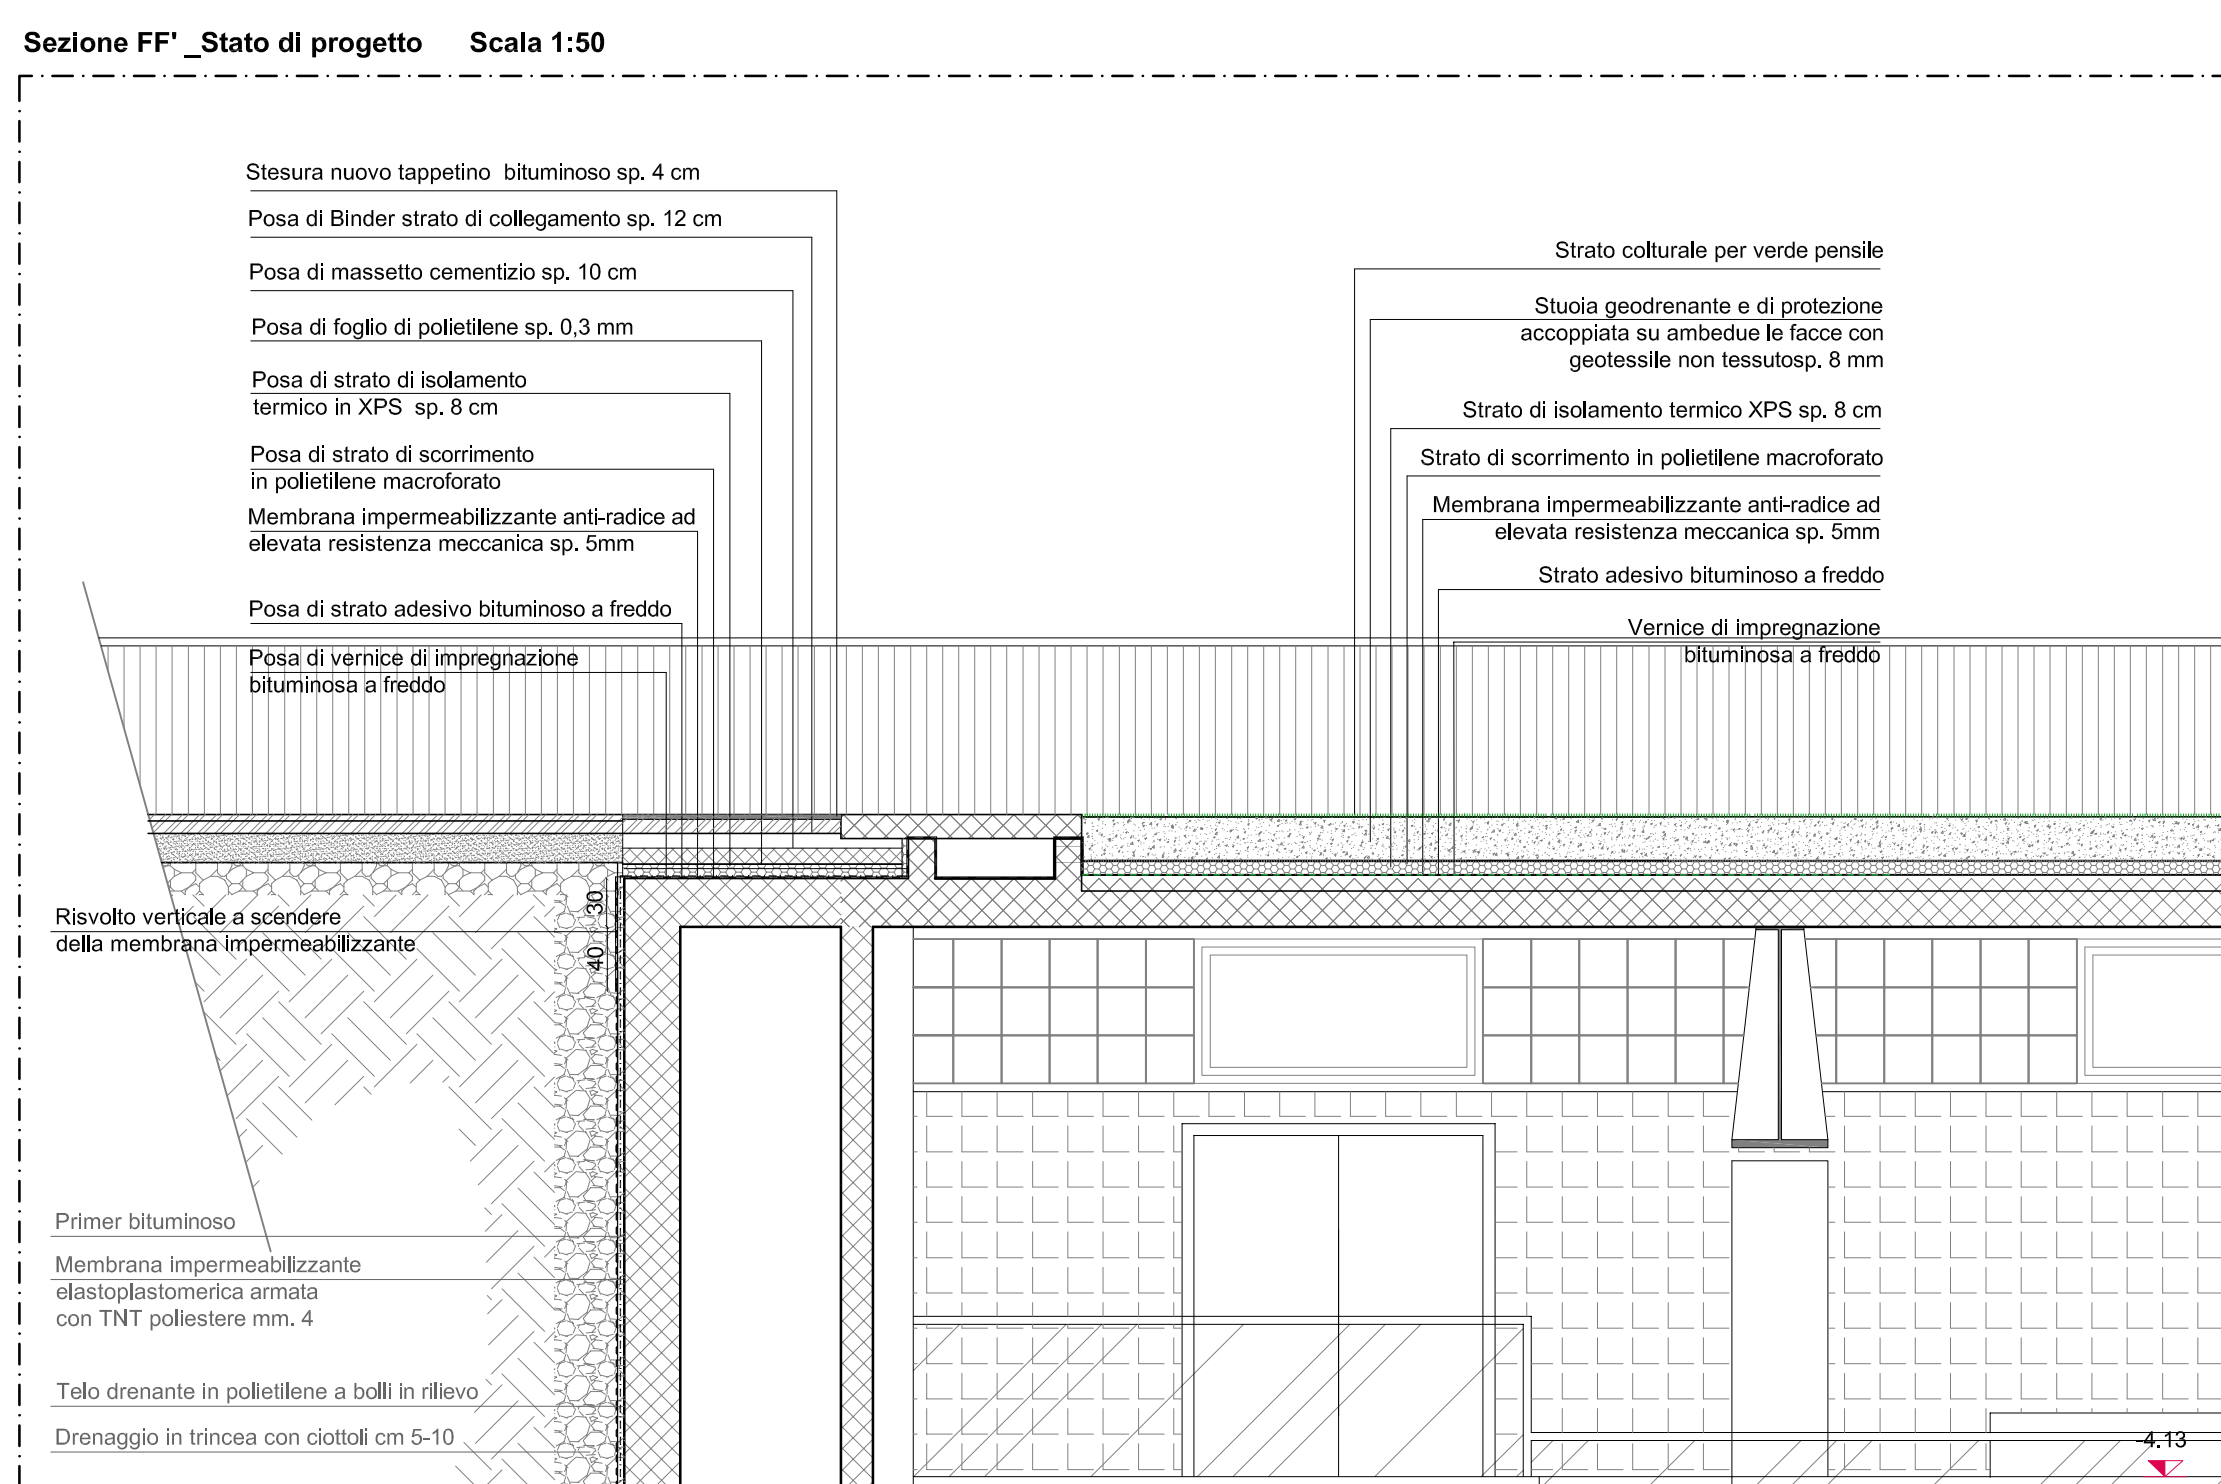 Sezione FF' _Stato di progetto Scala 1:50
Stesura nuovo tappetino bituminoso sp. 4 cm
Posa di Binder strato di collegamento sp. 12 cm
Posa di massetto cementizio sp. 10 cm
Posa di foglio di polietilene sp. 0,3 mm
Posa di strato di isolamento
termico in XPS sp. 8 cm
Posa di strato di scorrimento
in polietilene macroforato
Membrana impermeabilizzante anti-radice ad
elevata resistenza meccanica sp. 5mm
Posa di strato adesivo bituminoso a freddo
Posa di vernice di impregnazione
bituminosa a freddo
Strato colturale per verde pensile
Stuoia geodrenante e di protezione
accoppiata su ambedue le facce con
geotessile non tessutosp. 8 mm
Strato di isolamento termico XPS sp. 8 cm
Strato di scorrimento in polietilene macroforato
Membrana impermeabilizzante anti-radice ad
elevata resistenza meccanica sp. 5mm
Strato adesivo bituminoso a freddo
Vernice di impregnazione
bituminosa a freddo
Risvolto verticale a scendere
della membrana impermeabilizzante
30
40
Primer bituminoso
Membrana impermeabilizzante
elastoplastomerica armata
con TNT poliestere mm. 4
Telo drenante in polietilene a bolli in rilievo
Drenaggio in trincea con ciottoli cm 5-10
-4.13